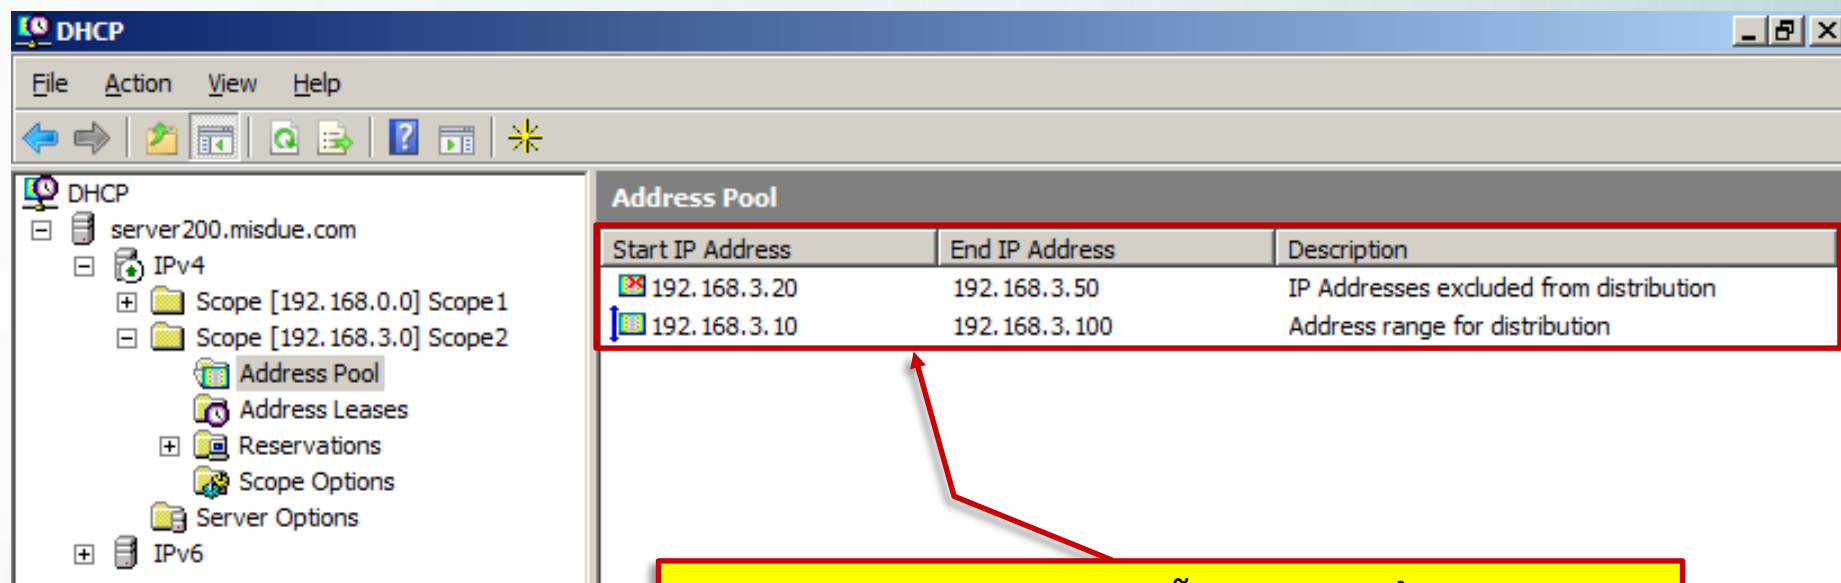 DHCP
File Action View Help
DHCP
server200.misdue.com
IPv4
Scope [192.168.0.0] Scope1
Scope [192.168.3.0] Scope2
Address Pool
Address Leases
Reservations
Scope Options
Server Options
IPv6
Address Pool
Start IP Address End IP Address Description
192.168.3.20 192.168.3.50 IP Addresses excluded from distribution
192.168.3.10 192.168.3.100 Address range for distribution